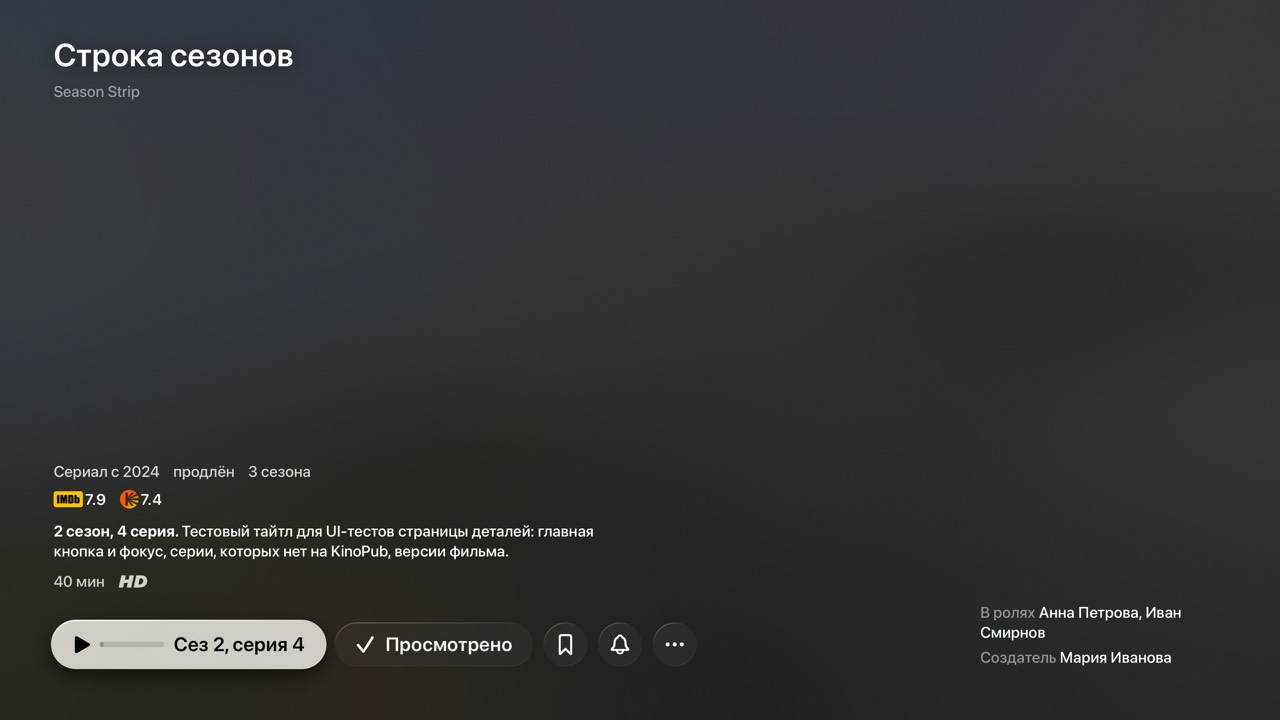 Строка сезонов
Season Strip
Сериал с 2024 продлён 3 сезона
IMDb 7.9 7.4
2 сезон, 4 серия. Тестовый тайтл для UI-тестов страницы деталей: главная
кнопка и фокус, серии, которых нет на KinoPub, версии фильма.
40 мин HD
Сез 2, серия 4
Просмотрено
В ролях Анна Петрова, Иван
Смирнов
Создатель Мария Иванова